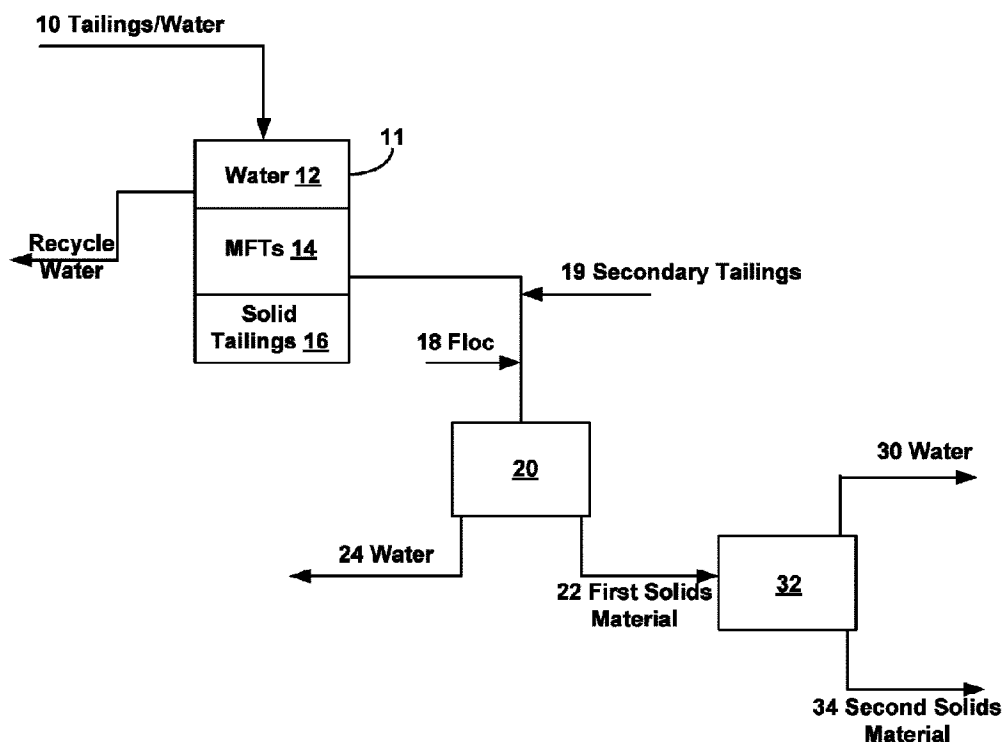 10 Tailings/Water
11
Water 12
Recycle
Water
MFTs 14
19 Secondary Tailings
Solid
Tailings 16
18 Floc
20
30 Water
24 Water
22 First Solids
Material
32
34 Second Solids
Material